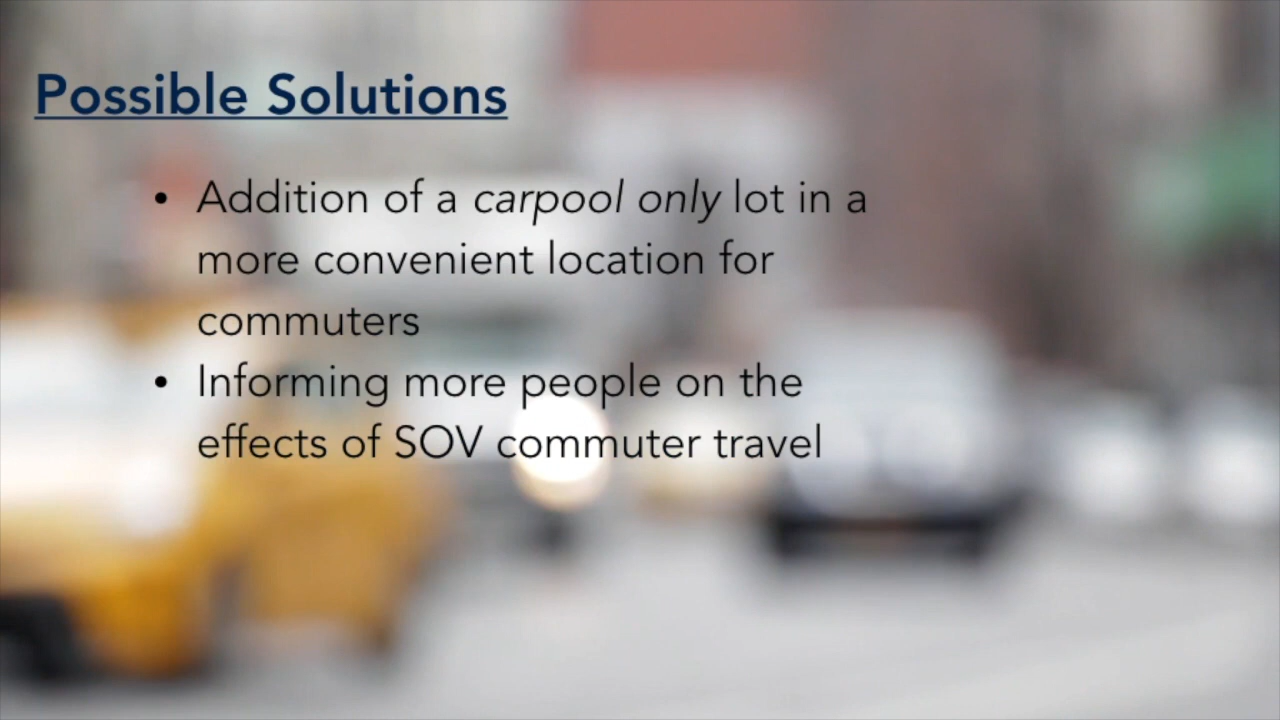 Possible Solutions
• Addition of a carpool only lot in a
more convenient location for
commuters
• Informing more people on the
effects of SOV commuter travel